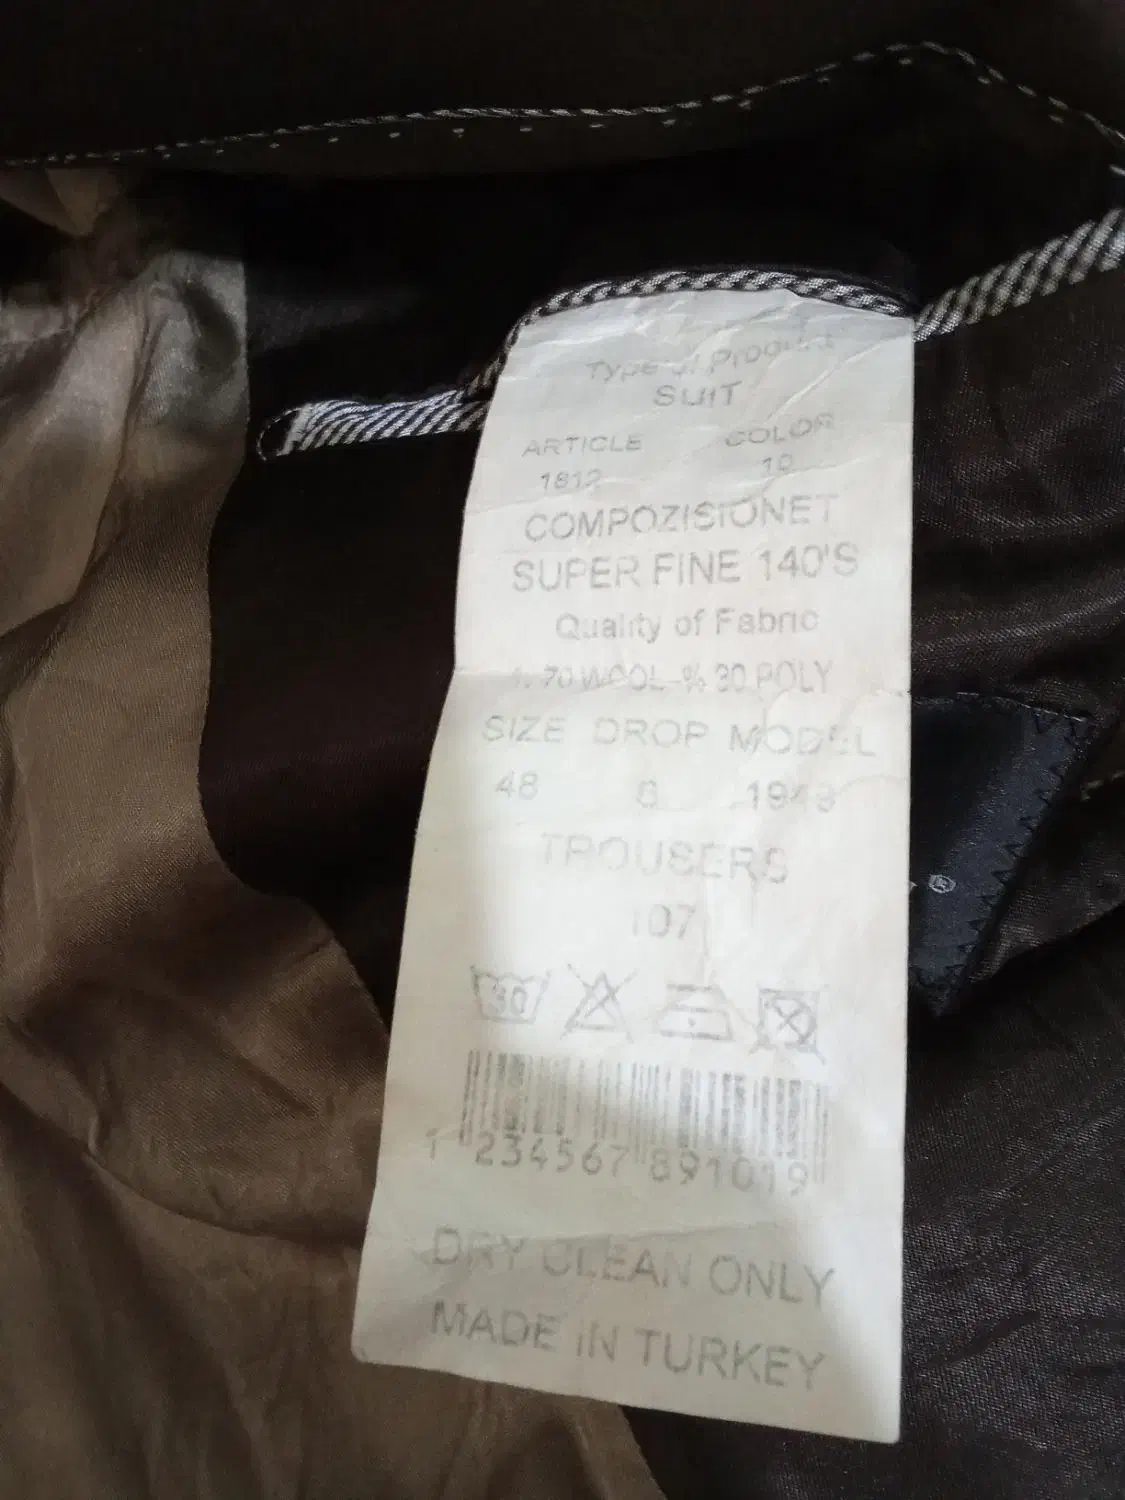 Type of Product
SUIT
ARTICLE COLOR
1812 10
COMPOZISIONET
SUPER FINE 140'S
Quality of Fabric
70 WOOL % 30 POLY
SIZE DROP MODEL
48 6 1948
TROUSERS
107
30
1 234567 891019
DRY CLEAN ONLY
MADE IN TURKEY
®